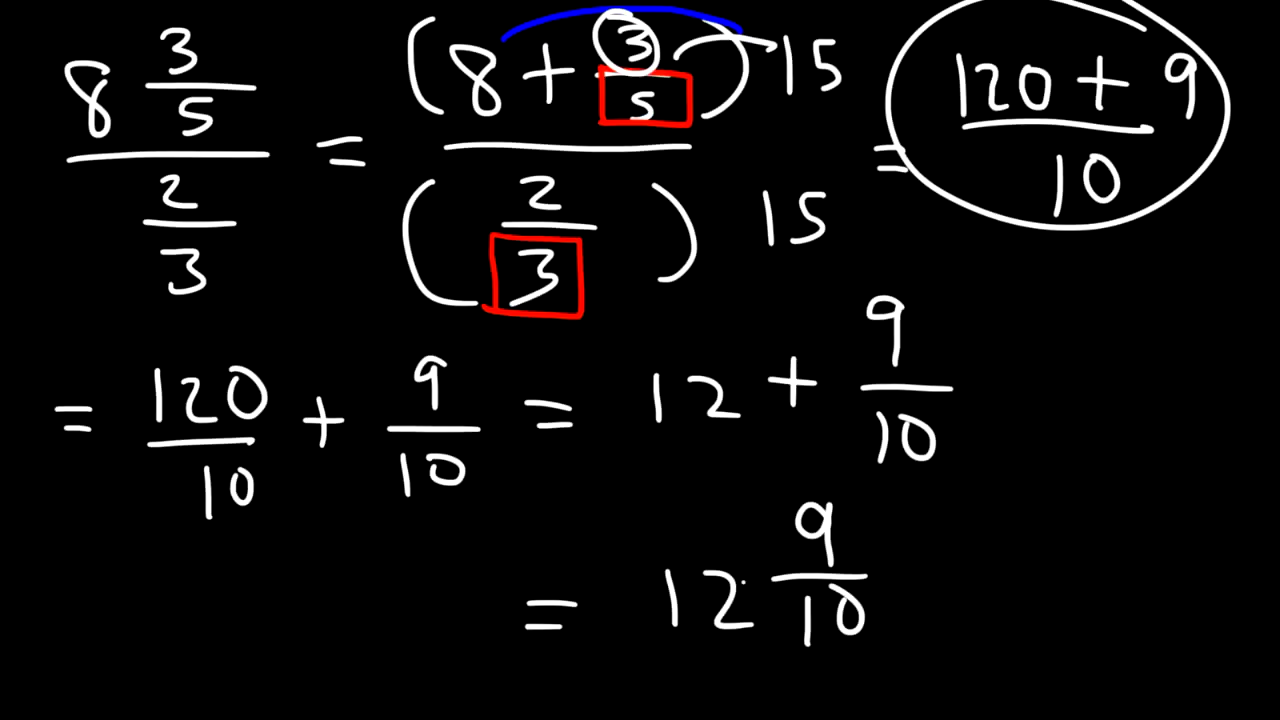 8 3/5 / 2/3 = (8 + 3/5) 15 / (2/3) 15 = 120 + 9 / 10
= 120/10 + 9/10 = 12 + 9/10
= 12 9/10